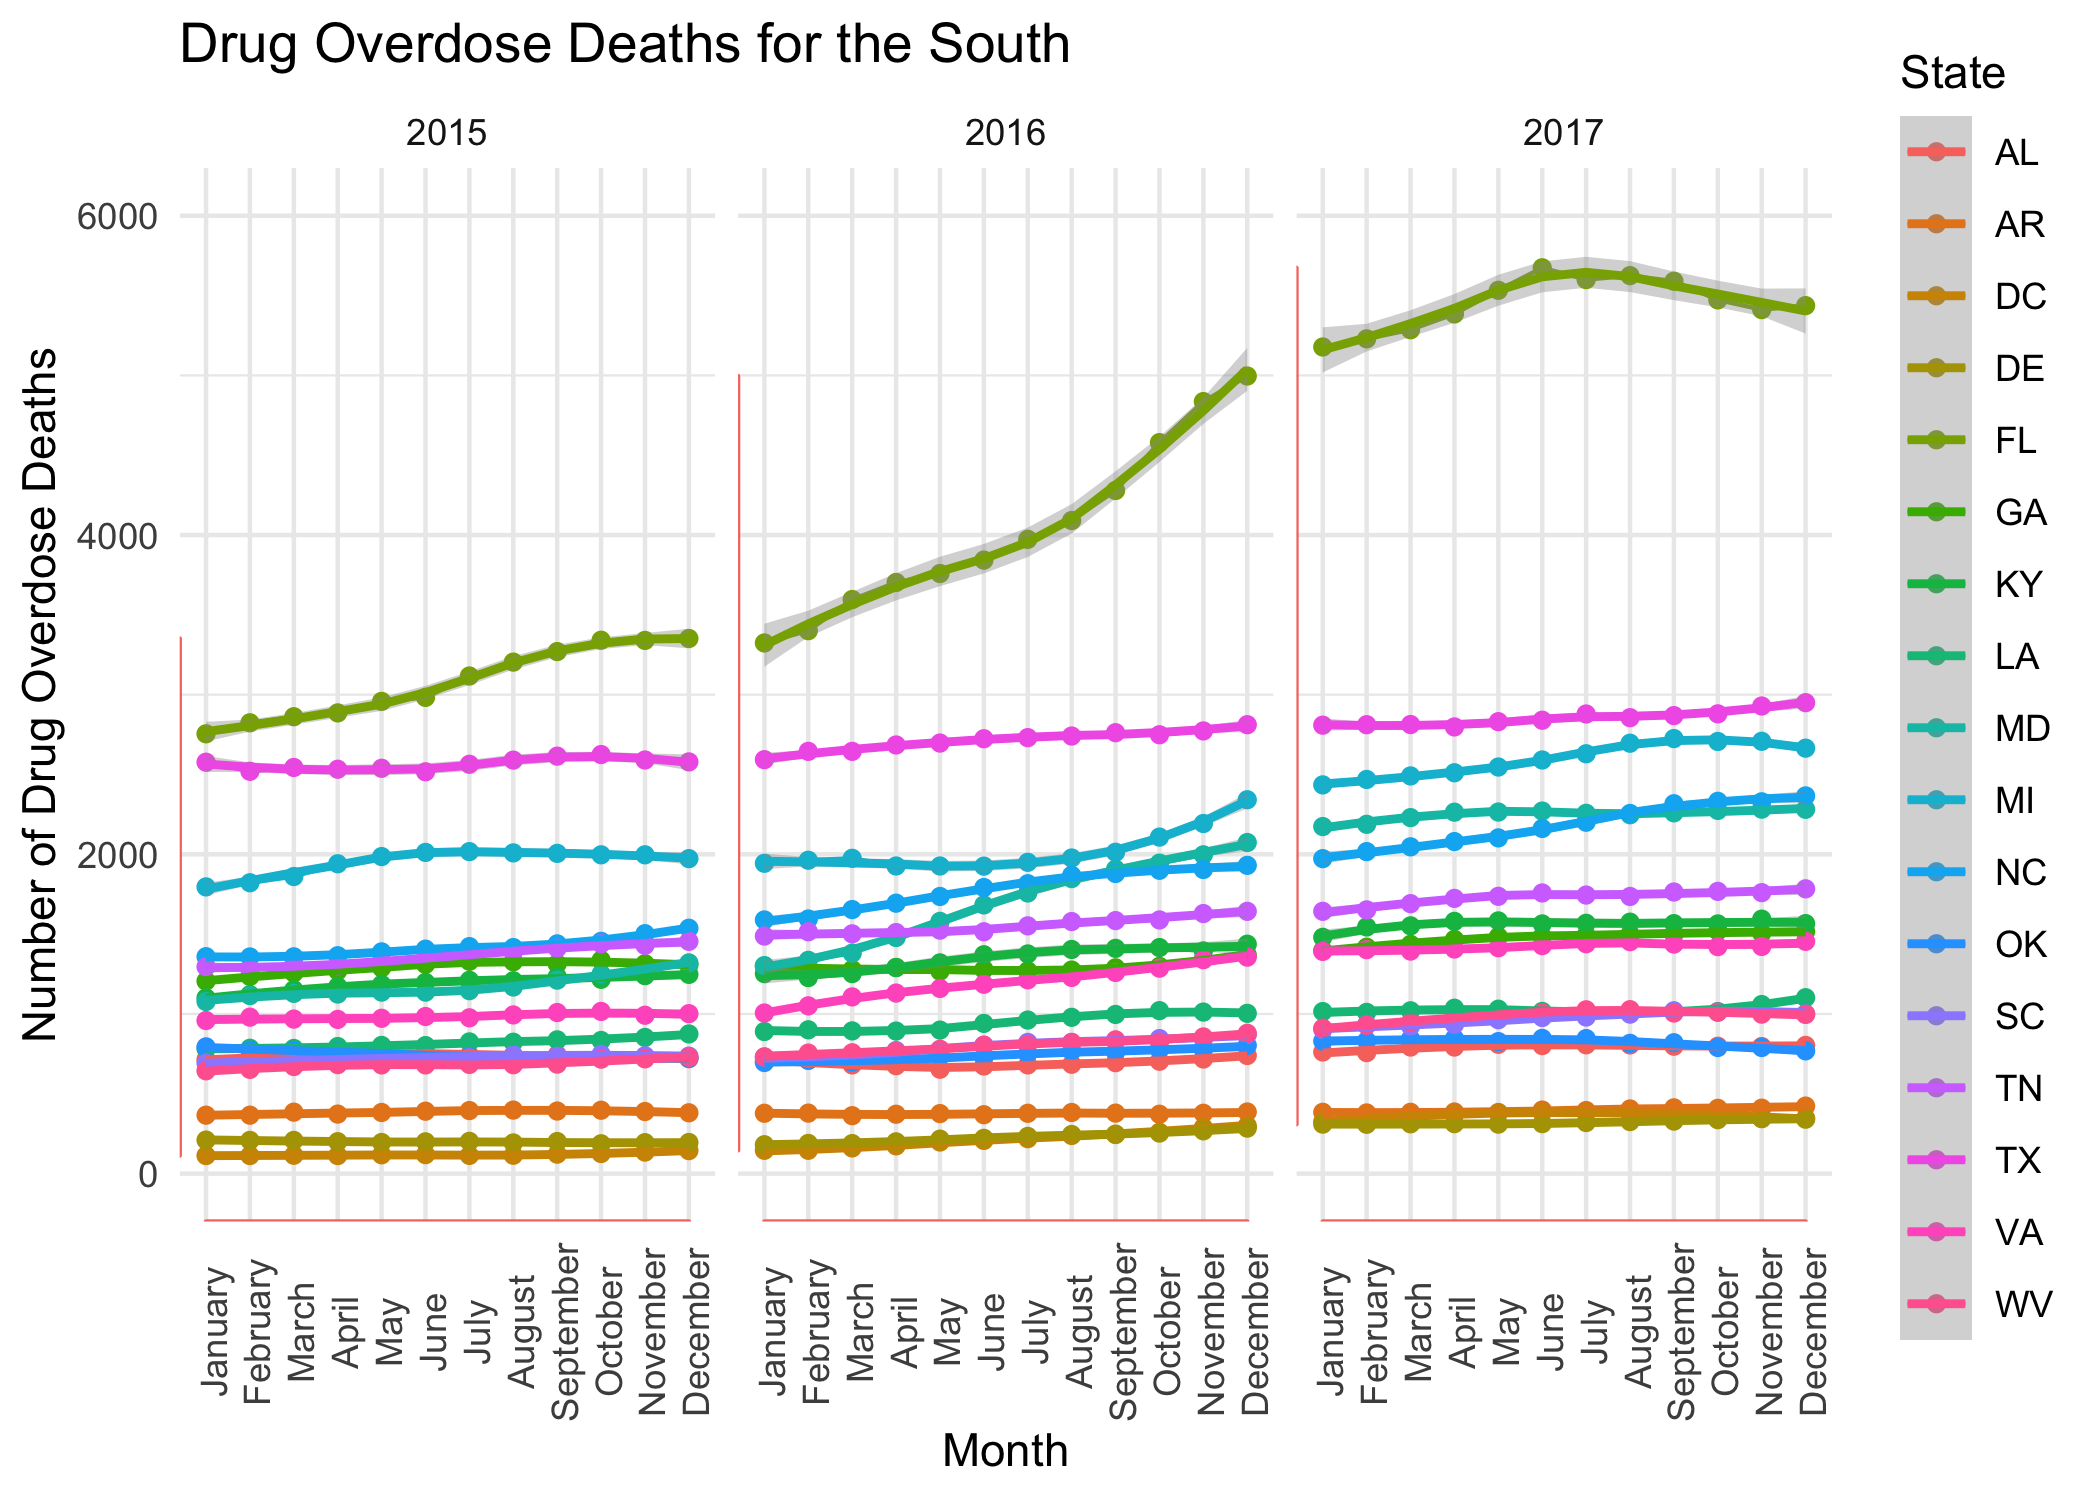 Drug Overdose Deaths for the South
2015
2016
2017
Number of Drug Overdose Deaths
6000
4000
2000
0
January
February
March
April
May
June
July
August
September
October
November
December
January
February
March
April
May
June
July
August
September
October
November
December
January
February
March
April
May
June
July
August
September
October
November
December
Month
State
AL
AR
DC
DE
FL
GA
KY
LA
MD
MI
NC
OK
SC
TN
TX
VA
WV